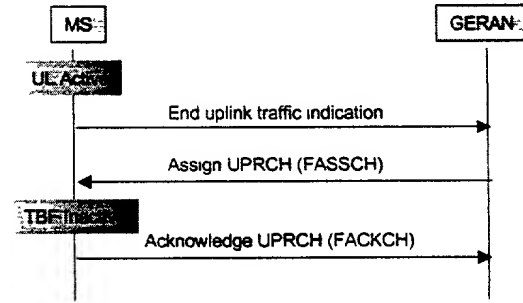 MS
GERAN
UL Active
End uplink traffic indication
Assign UPRCH (FASSCH)
TBF Inactive
Acknowledge UPRCH (FACKCH)